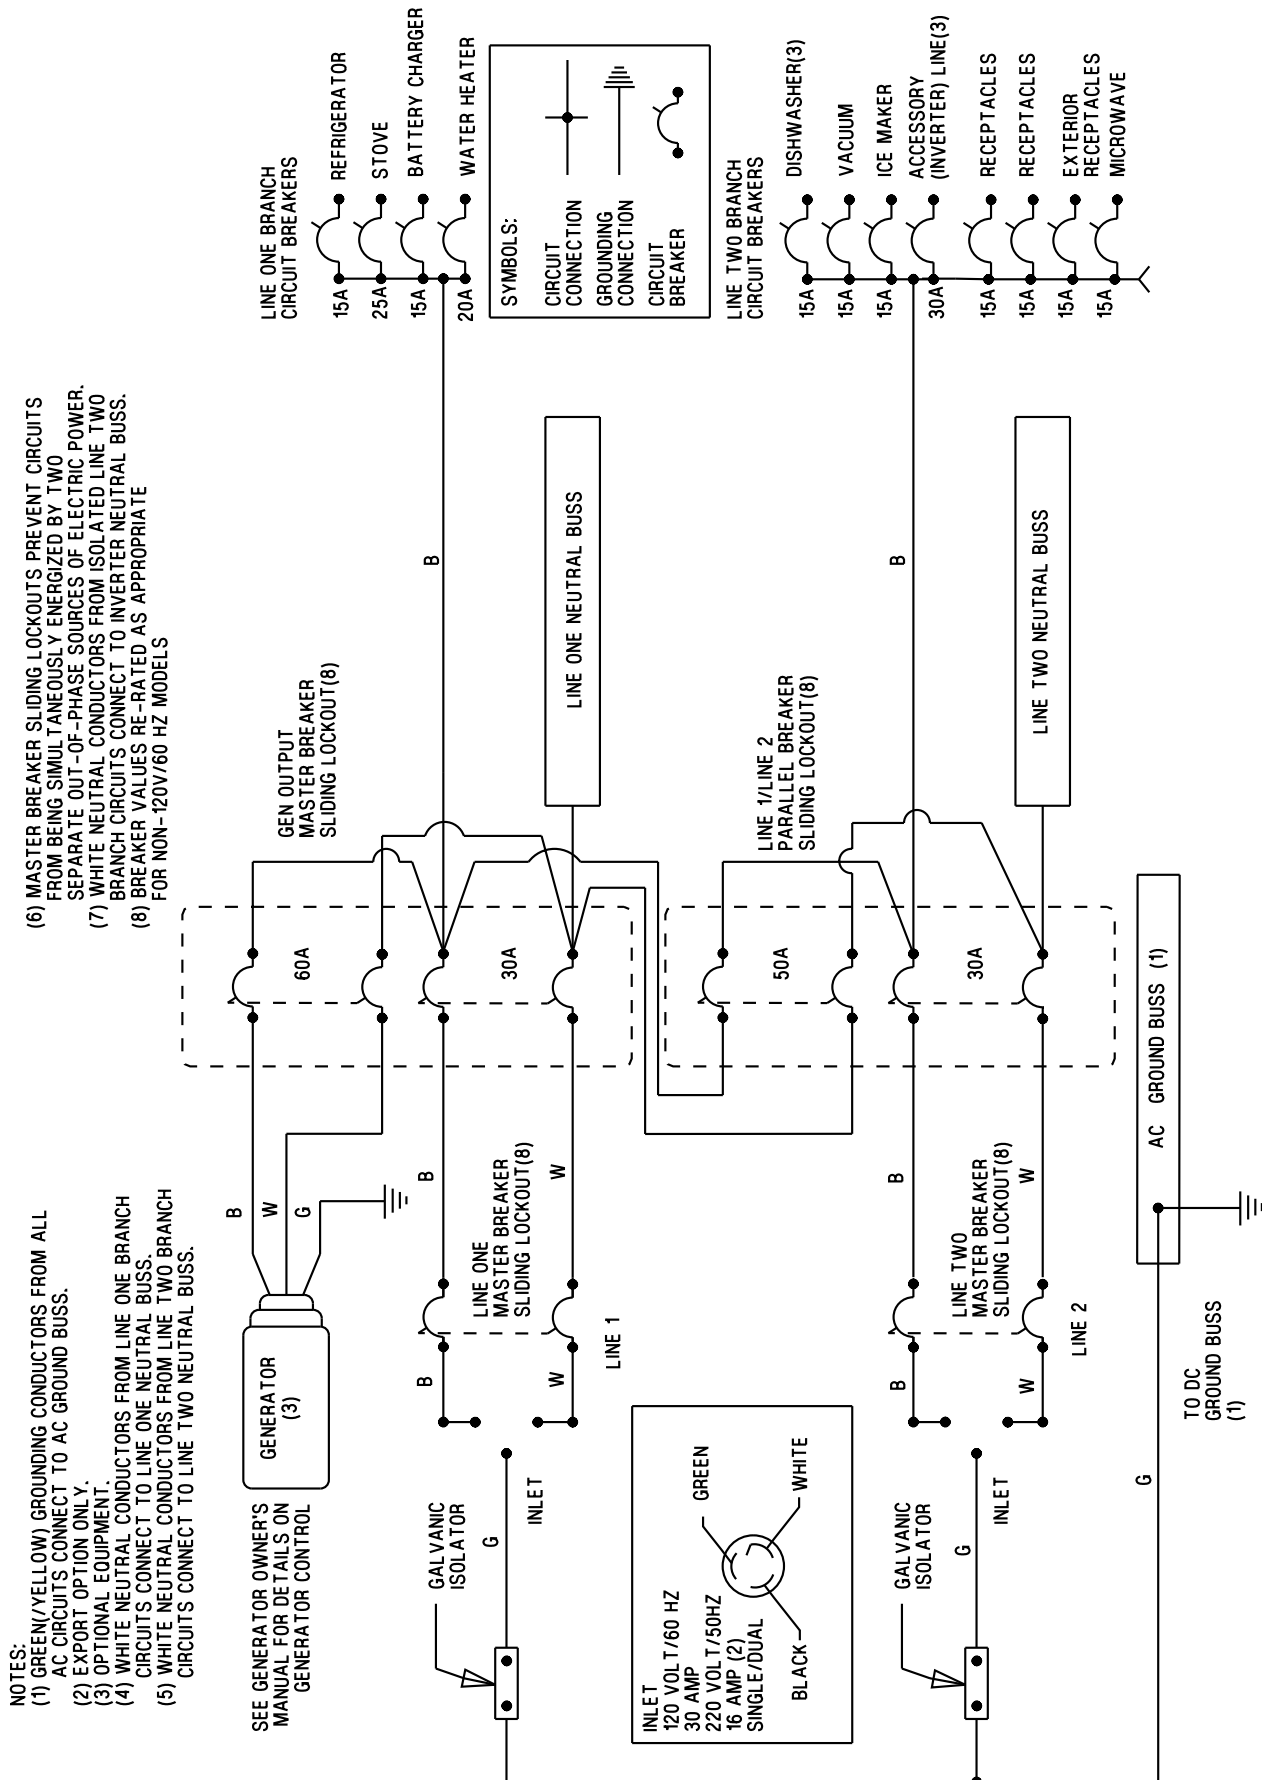 NOTES:
(1) GREEN(/YELLOW) GROUNDING CONDUCTORS FROM ALL
AC CIRCUITS CONNECT TO AC GROUND BUSS.
(2) EXPORT OPTION ONLY.
(3) OPTIONAL EQUIPMENT.
(4) WHITE NEUTRAL CONDUCTORS FROM LINE ONE BRANCH
CIRCUITS CONNECT TO LINE ONE NEUTRAL BUSS.
(5) WHITE NEUTRAL CONDUCTORS FROM LINE TWO BRANCH
CIRCUITS CONNECT TO LINE TWO NEUTRAL BUSS.
(6) MASTER BREAKER SLIDING LOCKOUTS PREVENT CIRCUITS
FROM BEING SIMULTANEOUSLY ENERGIZED BY TWO
SEPARATE OUT-OF-PHASE SOURCES OF ELECTRIC POWER.
(7) WHITE NEUTRAL CONDUCTORS FROM ISOLATED LINE TWO
BRANCH CIRCUITS CONNECT TO INVERTER NEUTRAL BUSS.
(8) BREAKER VALUES RE-RATED AS APPROPRIATE
FOR NON-120V/60 HZ MODELS
SEE GENERATOR OWNER'S
MANUAL FOR DETAILS ON
GENERATOR CONTROL
GENERATOR
(3)
B
W
G
60A
30A
GEN OUTPUT
MASTER BREAKER
SLIDING LOCKOUT(8)
LINE ONE BRANCH
CIRCUIT BREAKERS
15A
REFRIGERATOR
25A
STOVE
15A
BATTERY CHARGER
20A
WATER HEATER
GALVANIC
ISOLATOR
G
INLET
B
W
LINE ONE
MASTER BREAKER
SLIDING LOCKOUT(8)
LINE 1
B
W
B
LINE ONE NEUTRAL BUSS
SYMBOLS:
CIRCUIT
CONNECTION
GROUNDING
CONNECTION
CIRCUIT
BREAKER
INLET
120 VOLT/60 HZ
30 AMP
220 VOLT/50HZ
16 AMP (2)
SINGLE/DUAL
GREEN
WHITE
BLACK
LINE 1/LINE 2
PARALLEL BREAKER
SLIDING LOCKOUT(8)
50A
30A
LINE TWO BRANCH
CIRCUIT BREAKERS
15A
DISHWASHER(3)
15A
VACUUM
15A
ICE MAKER
30A
ACCESSORY
(INVERTER) LINE(3)
15A
RECEPTACLES
15A
RECEPTACLES
15A
EXTERIOR
RECEPTACLES
15A
MICROWAVE
GALVANIC
ISOLATOR
G
INLET
B
W
LINE TWO
MASTER BREAKER
SLIDING LOCKOUT(8)
LINE 2
B
W
B
LINE TWO NEUTRAL BUSS
AC GROUND BUSS (1)
G
TO DC
GROUND BUSS
(1)